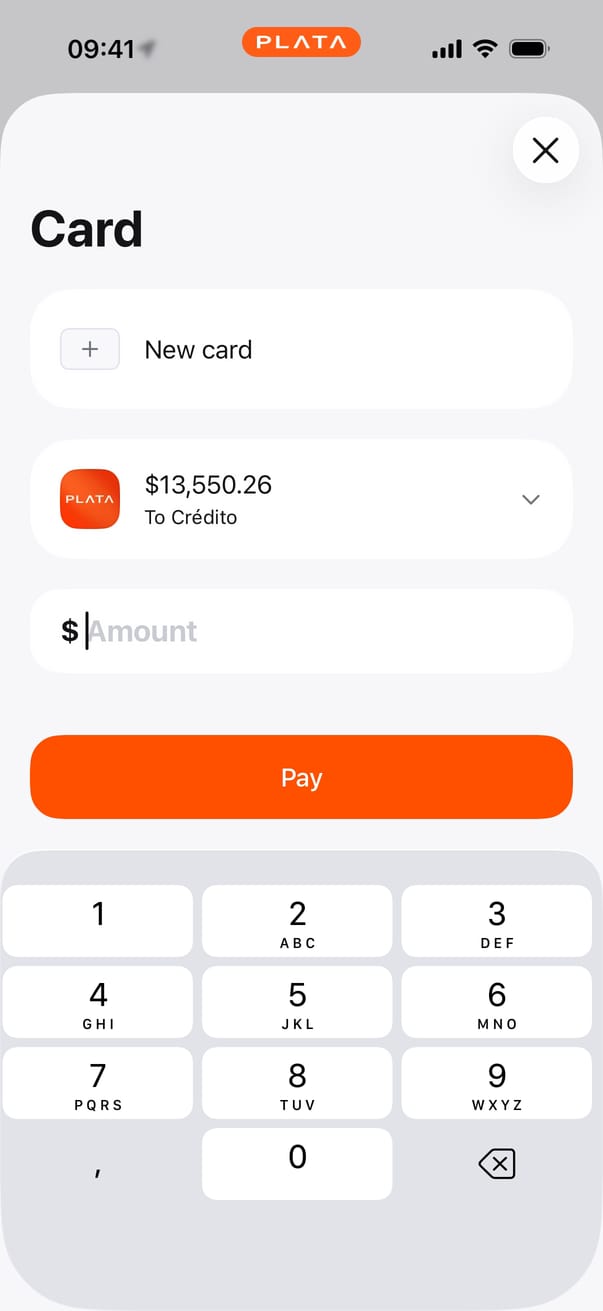 09:41
PLATA
Card
+ New card
PLATA
$13,550.26
To Crédito
$ Amount
Pay
1
2
ABC
3
DEF
4
GHI
5
JKL
6
MNO
7
PQRS
8
TUV
9
WXYZ
,
0